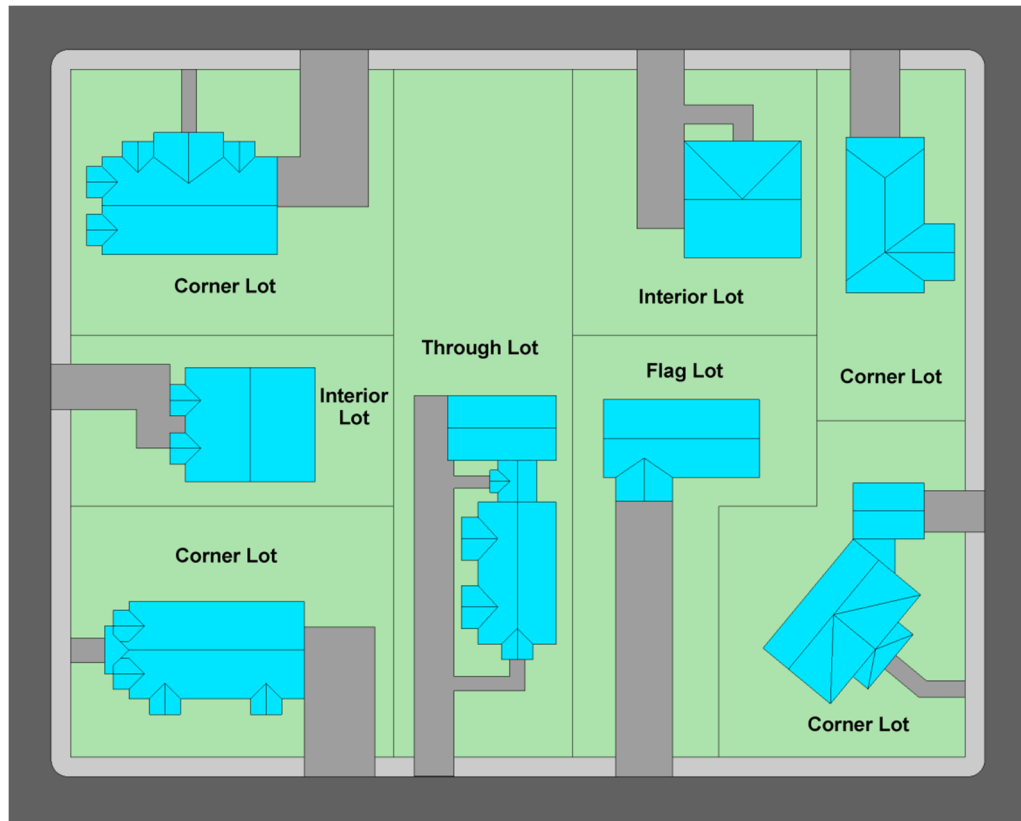 Corner Lot
Interior Lot
Through Lot
Flag Lot
Corner Lot
Interior
Lot
Corner Lot
Corner Lot